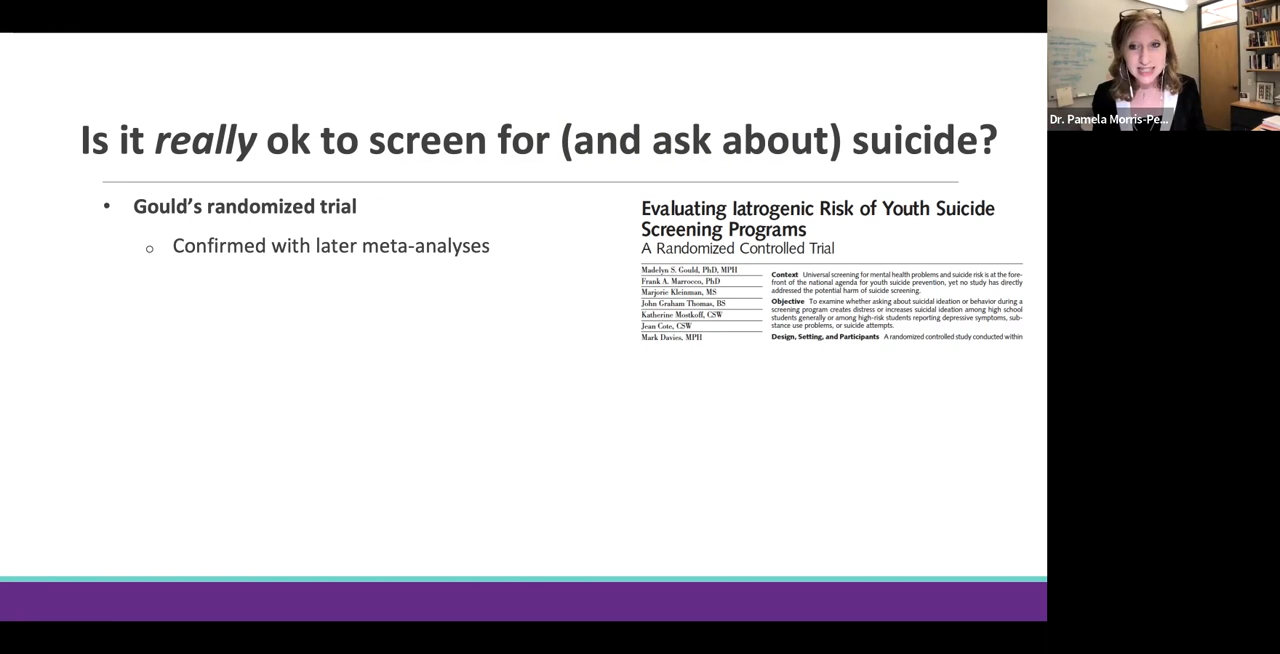 Is it really ok to screen for (and ask about) suicide?
• Gould's randomized trial
o Confirmed with later meta-analyses
Evaluating Iatrogenic Risk of Youth Suicide
Screening Programs
A Randomized Controlled Trial
Madelyn S. Gould, PhD, MPH
Frank A. Marrocco, PhD
Marjorie Kleinman, MS
John Graham Thomas, BS
Katherine Mostkoff, CSW
Jean Cote, CSW
Mark Davies, MPH
Context Universal screening for mental health problems and suicide risk is at the fore-
front of the national agenda for youth suicide prevention, yet no study has directly
addressed the potential harm of suicide screening.
Objective To examine whether asking about suicidal ideation or behavior during a
screening program creates distress or increases suicidal ideation among high school
students generally or among high-risk students reporting depressive symptoms, sub-
stance use problems, or suicide attempts.
Design, Setting, and Participants A randomized controlled study conducted within
Dr. Pamela Morris-Pe...